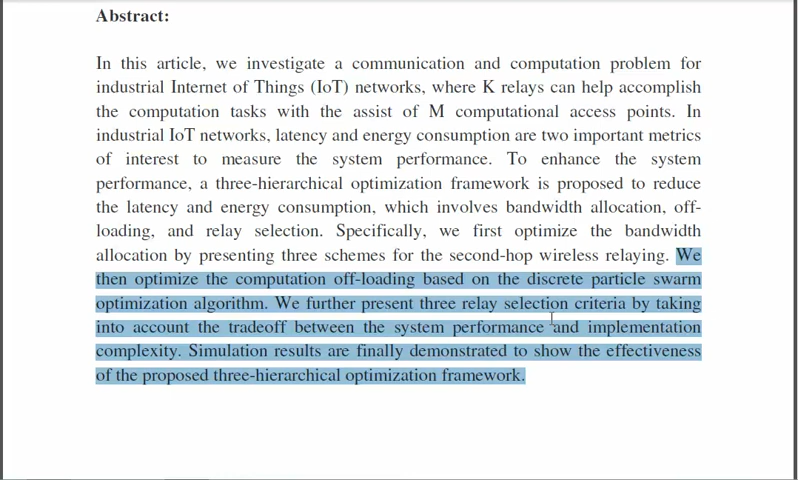 Abstract:
In this article, we investigate a communication and computation problem for
industrial Internet of Things (IoT) networks, where K relays can help accomplish
the computation tasks with the assist of M computational access points. In
industrial IoT networks, latency and energy consumption are two important metrics
of interest to measure the system performance. To enhance the system
performance, a three-hierarchical optimization framework is proposed to reduce
the latency and energy consumption, which involves bandwidth allocation, off-
loading, and relay selection. Specifically, we first optimize the bandwidth
allocation by presenting three schemes for the second-hop wireless relaying. We
then optimize the computation off-loading based on the discrete particle swarm
optimization algorithm. We further present three relay selection criteria by taking
into account the tradeoff between the system performance and implementation
complexity. Simulation results are finally demonstrated to show the effectiveness
of the proposed three-hierarchical optimization framework.